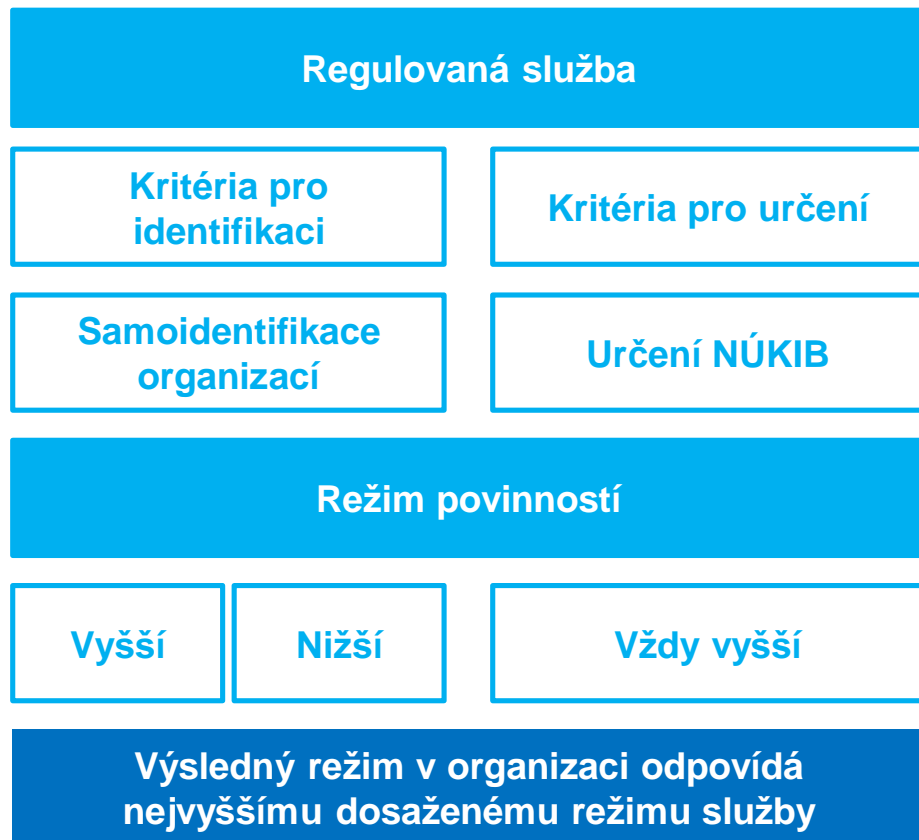 Regulovaná služba
Kritéria pro
identifikaci
Kritéria pro určení
Samoidentifikace
organizací
Určení NÚKIB
Režim povinností
Vyšší
Nižší
Vždy vyšší
Výsledný režim v organizaci odpovídá
nejvyššímu dosaženému režimu služby